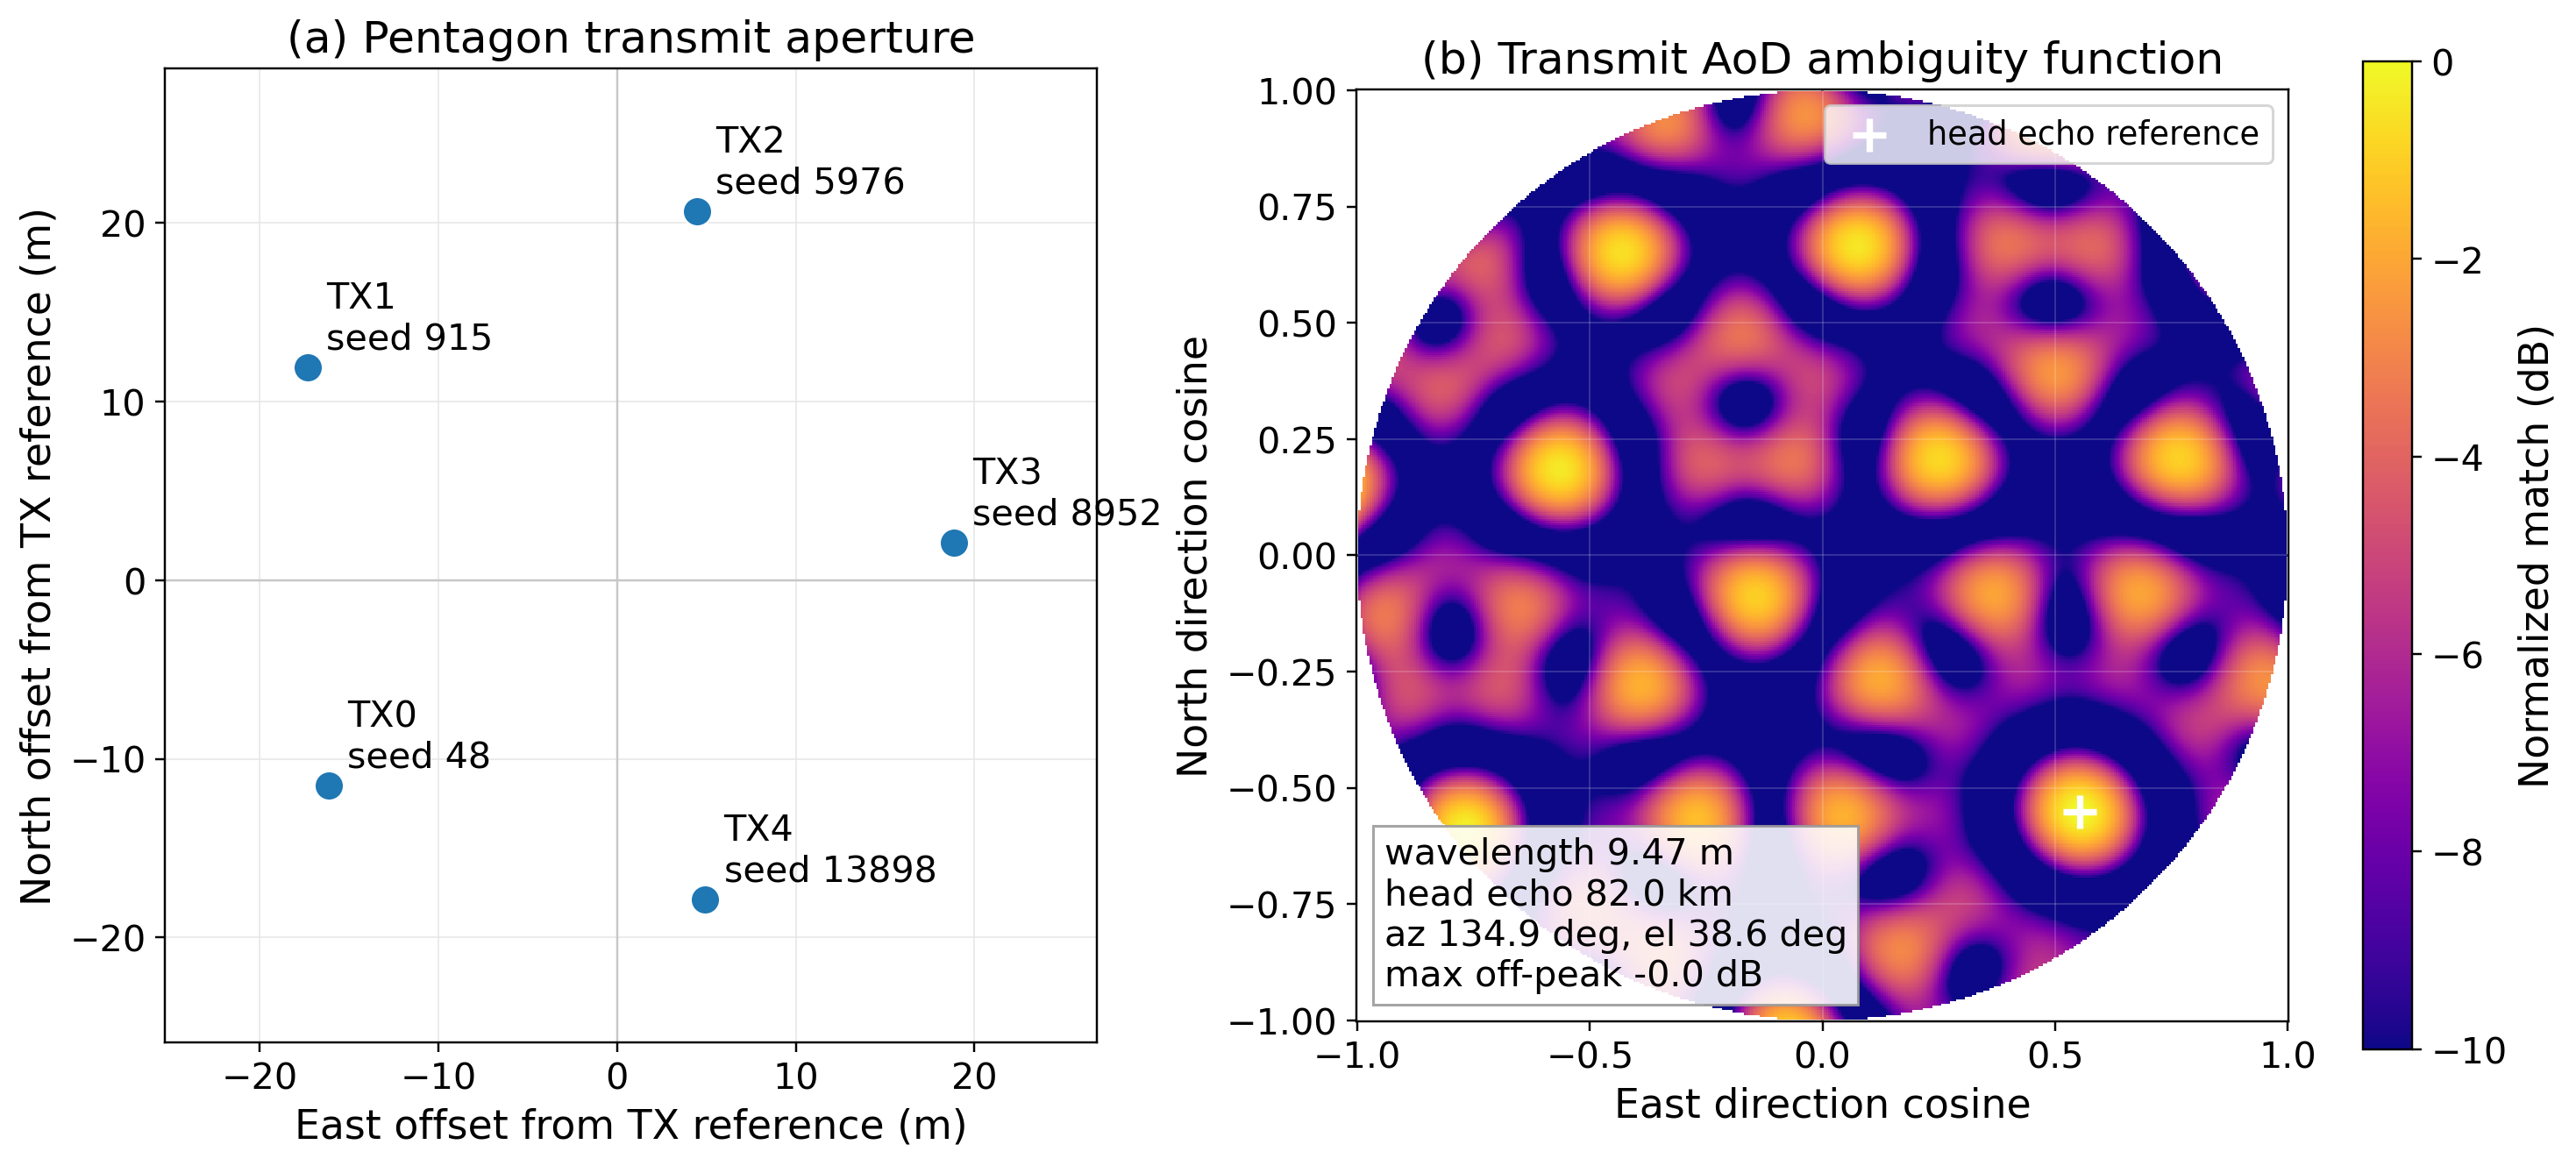 (a) Pentagon transmit aperture
North offset from TX reference (m)
20
10
0
−10
−20
TX2
seed 5976
TX1
seed 915
TX3
seed 8952
TX0
seed 48
TX4
seed 13898
−20
−10
0
10
20
East offset from TX reference (m)
(b) Transmit AoD ambiguity function
North direction cosine
1.00
0.75
0.50
0.25
0.00
−0.25
−0.50
−0.75
−1.00
head echo reference
wavelength 9.47 m
head echo 82.0 km
az 134.9 deg, el 38.6 deg
max off-peak -0.0 dB
−1.0
−0.5
0.0
0.5
1.0
East direction cosine
0
−2
−4
−6
−8
−10
Normalized match (dB)